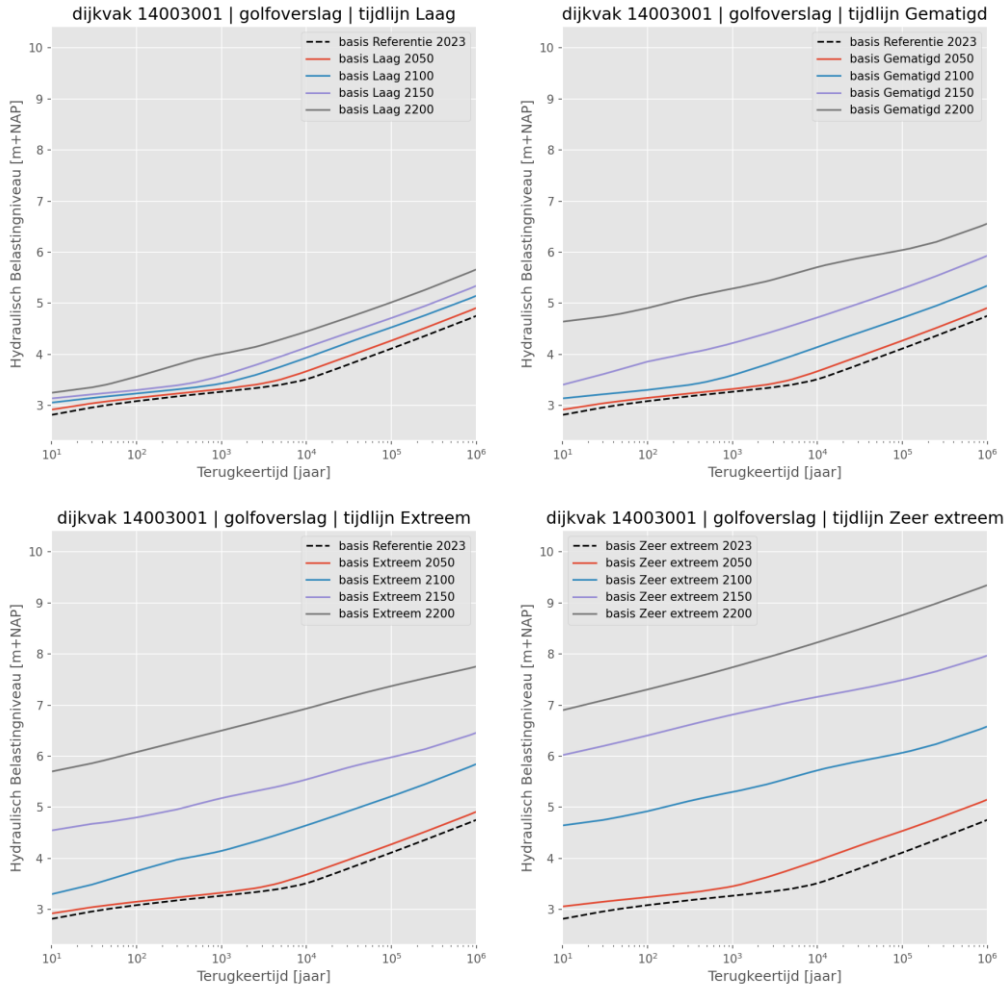 dijkvak 14003001 | golfoverslag | tijdlijn Laag
basis Referentie 2023
basis Laag 2050
basis Laag 2100
basis Laag 2150
basis Laag 2200
Hydraulisch Belastingniveau [m+NAP]
10
9
8
7
6
5
4
3
10¹ 10² 10³ 10⁴ 10⁵ 10⁶
Terugkeertijd [jaar]
dijkvak 14003001 | golfoverslag | tijdlijn Gematigd
basis Referentie 2023
basis Gematigd 2050
basis Gematigd 2100
basis Gematigd 2150
basis Gematigd 2200
Hydraulisch Belastingniveau [m+NAP]
10
9
8
7
6
5
4
3
10¹ 10² 10³ 10⁴ 10⁵ 10⁶
Terugkeertijd [jaar]
dijkvak 14003001 | golfoverslag | tijdlijn Extreem
basis Referentie 2023
basis Extreem 2050
basis Extreem 2100
basis Extreem 2150
basis Extreem 2200
Hydraulisch Belastingniveau [m+NAP]
10
9
8
7
6
5
4
3
10¹ 10² 10³ 10⁴ 10⁵ 10⁶
Terugkeertijd [jaar]
dijkvak 14003001 | golfoverslag | tijdlijn Zeer extreem
basis Zeer extreem 2023
basis Zeer extreem 2050
basis Zeer extreem 2100
basis Zeer extreem 2150
basis Zeer extreem 2200
Hydraulisch Belastingniveau [m+NAP]
10
9
8
7
6
5
4
3
10¹ 10² 10³ 10⁴ 10⁵ 10⁶
Terugkeertijd [jaar]